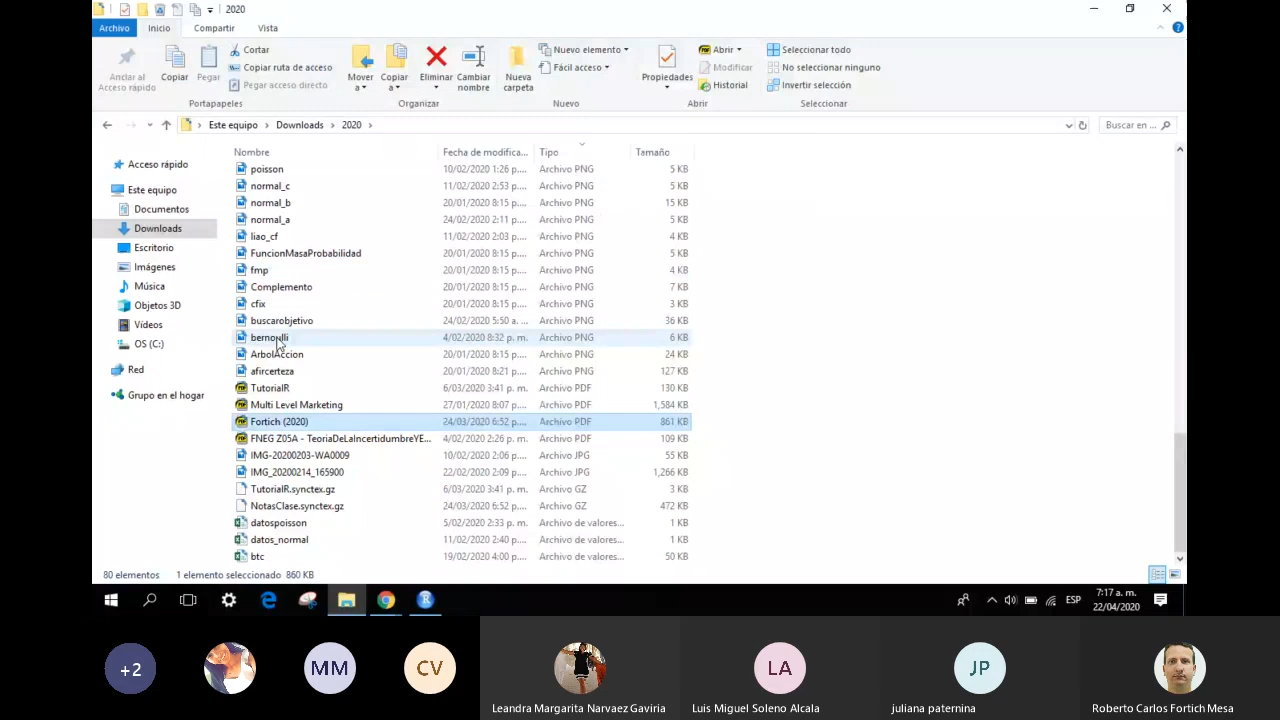 2020
Archivo Inicio Compartir Vista
Anclar al Acceso rápido
Copiar
Pegar
Cortar
Copiar ruta de acceso
Pegar acceso directo
Portapapeles
Mover a
Copiar a
Eliminar
Cambiar nombre
Organizar
Nueva carpeta
Nuevo elemento
Fácil acceso
Nuevo
Propiedades
Abrir
Modificar
Historial
Abrir
Seleccionar todo
No seleccionar ninguno
Invertir selección
Seleccionar
Este equipo > Downloads > 2020 >
Buscar en ...
Acceso rápido
Este equipo
Documentos
Downloads
Escritorio
Imágenes
Música
Objetos 3D
Vídeos
OS (C:)
Red
Grupo en el hogar
Nombre Fecha de modifica... Tipo Tamaño
poisson 10/02/2020 1:26 p.... Archivo PNG 5 KB
normal_c 11/02/2020 2:53 p.... Archivo PNG 5 KB
normal_b 20/01/2020 8:15 p.... Archivo PNG 15 KB
normal_a 24/02/2020 2:11 p.... Archivo PNG 5 KB
liao_cf 11/02/2020 2:03 p.... Archivo PNG 4 KB
FuncionMasaProbabilidad 20/01/2020 8:15 p.... Archivo PNG 5 KB
fmp 20/01/2020 8:15 p.... Archivo PNG 4 KB
Complemento 20/01/2020 8:15 p.... Archivo PNG 7 KB
cfix 20/01/2020 8:15 p.... Archivo PNG 3 KB
buscarobjetivo 24/02/2020 5:50 a. ... Archivo PNG 36 KB
bernoulli 4/02/2020 8:32 p. m. Archivo PNG 6 KB
ArbolAccion 20/01/2020 8:15 p.... Archivo PNG 24 KB
afircerteza 20/01/2020 8:21 p.... Archivo PNG 127 KB
TutorialR 6/03/2020 3:41 p. m. Archivo PDF 130 KB
Multi Level Marketing 27/01/2020 8:07 p.... Archivo PDF 1,584 KB
Fortich (2020) 24/03/2020 6:52 p.... Archivo PDF 861 KB
FNEG Z05A - TeoriaDeLaIncertidumbreYE... 4/02/2020 2:26 p. m. Archivo PDF 109 KB
IMG-20200203-WA0009 10/02/2020 2:06 p.... Archivo JPG 55 KB
IMG_20200214_165900 22/02/2020 2:09 p.... Archivo JPG 1,266 KB
TutorialR.synctex.gz 6/03/2020 3:41 p. m. Archivo GZ 3 KB
NotasClase.synctex.gz 24/03/2020 6:52 p.... Archivo GZ 472 KB
datospoisson 5/02/2020 2:33 p. m. Archivo de valores... 1 KB
datos_normal 11/02/2020 2:40 p.... Archivo de valores... 1 KB
btc 19/02/2020 4:00 p.... Archivo de valores... 50 KB
80 elementos 1 elemento seleccionado 860 KB
ESP
7:17 a. m.
22/04/2020
+2
MM
CV
LA
JP
Leandra Margarita Narvaez Gaviria
Luis Miguel Soleno Alcala
juliana paternina
Roberto Carlos Fortich Mesa